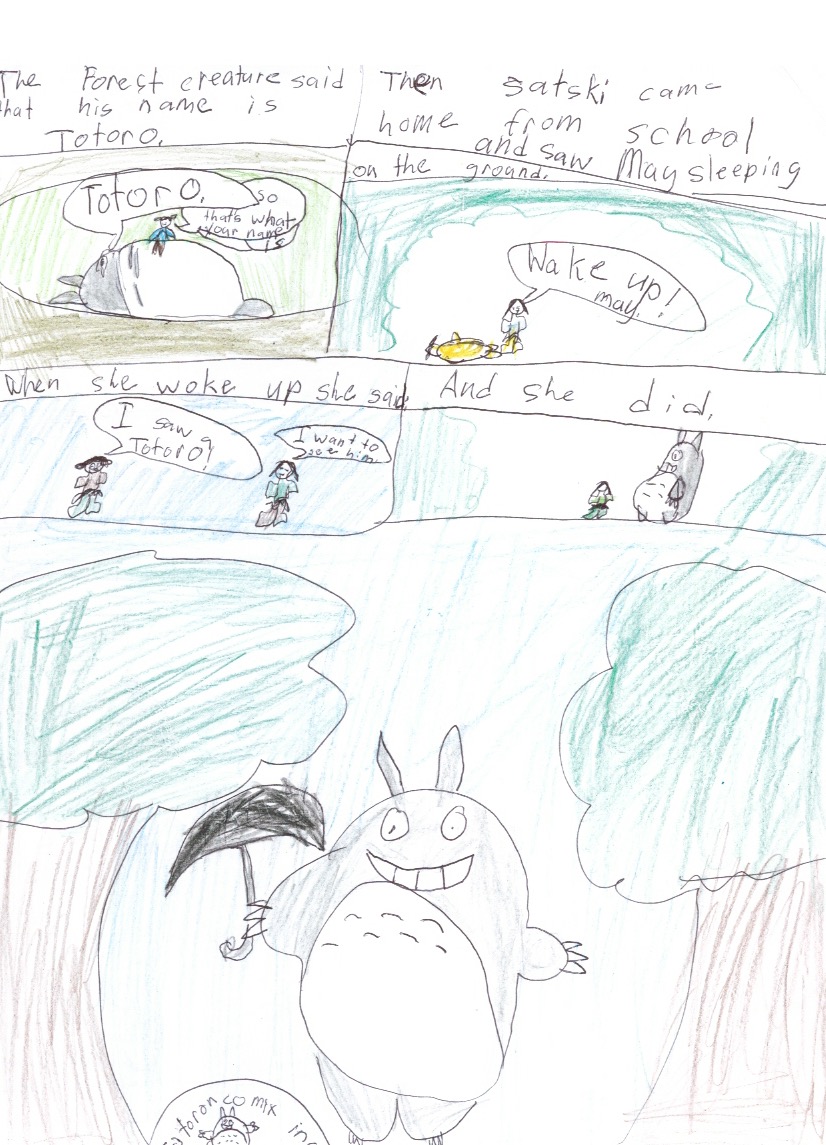 The Forest creature said
that his name is
Totoro.
Totoro.
So
that's what
your name
is
Then Satski came
home from school
and saw May sleeping
on the ground.
Wake up!
may.
When she woke up she said,
I saw a
Totoro!
I want to
see him.
And she did.
comix inc